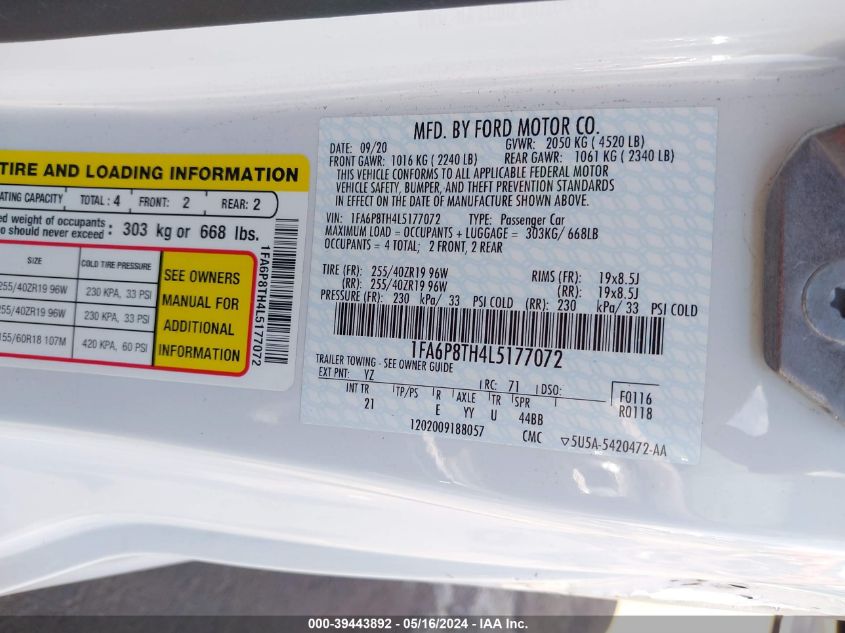 TIRE AND LOADING INFORMATION
ATING CAPACITY TOTAL: 4 FRONT: 2 REAR: 2
ed weight of occupants
o should never exceed : 303 kg or 668 lbs.
SIZE COLD TIRE PRESSURE
255/40ZR19 96W 230 KPA, 33 PSI
255/40ZR19 96W 230 KPA, 33 PSI
155/60R18 107M 420 KPA, 60 PSI
SEE OWNERS
MANUAL FOR
ADDITIONAL
INFORMATION
1FA6P8TH4L5177072
MFD. BY FORD MOTOR CO.
DATE: 09/20 GVWR: 2050 KG ( 4520 LB)
FRONT GAWR: 1016 KG ( 2240 LB) REAR GAWR: 1061 KG ( 2340 LB)
THIS VEHICLE CONFORMS TO ALL APPLICABLE FEDERAL MOTOR
VEHICLE SAFETY, BUMPER, AND THEFT PREVENTION STANDARDS
IN EFFECT ON THE DATE OF MANUFACTURE SHOWN ABOVE.
VIN: 1FA6P8TH4L5177072 TYPE: Passenger Car
MAXIMUM LOAD = OCCUPANTS + LUGGAGE = 303KG/ 668LB
OCCUPANTS = 4 TOTAL; 2 FRONT, 2 REAR
TIRE (FR): 255/40ZR19 96W RIMS (FR): 19x8.5J
(RR): 255/40ZR19 96W (RR): 19x8.5J
PRESSURE (FR): 230 kPa/ 33 PSI COLD (RR): 230 kPa/ 33 PSI COLD
1FA6P8TH4L5177072
TRAILER TOWING - SEE OWNER GUIDE
EXT PNT: YZ RC: 71 DSO: F0116
INT TR TP/PS R AXLE TR SPR R0118
21 E YY U 44BB
1202009188057 CMC ▽5U5A-5420472-AA
000-39443892 - 05/16/2024 - IAA Inc.